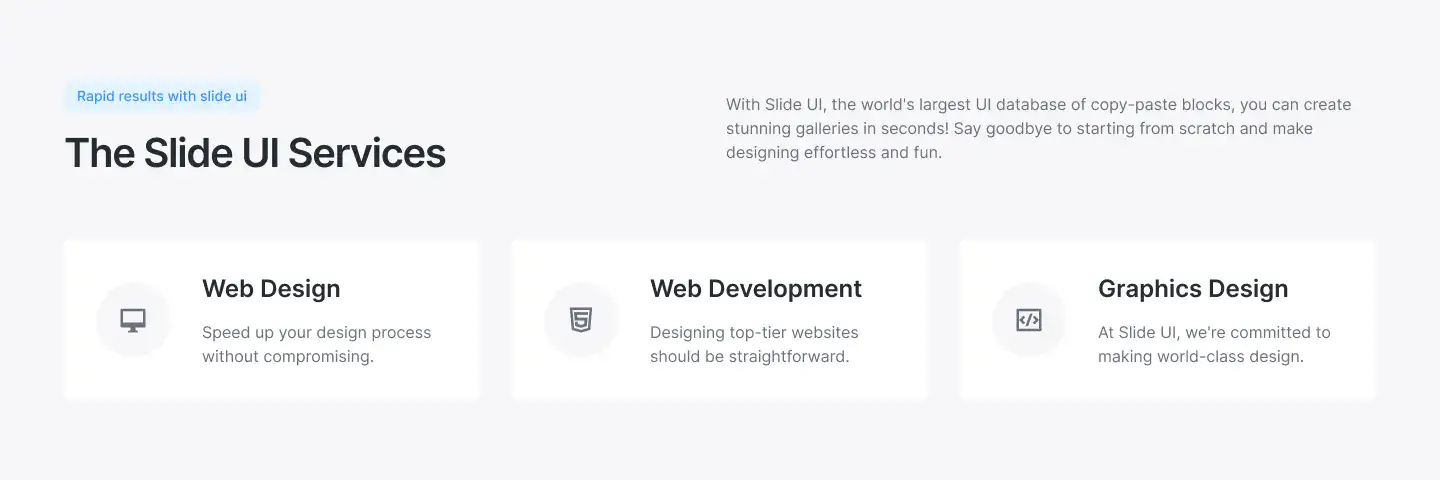 Rapid results with slide ui
The Slide UI Services
With Slide UI, the world's largest UI database of copy-paste blocks, you can create
stunning galleries in seconds! Say goodbye to starting from scratch and make
designing effortless and fun.
Web Design
Speed up your design process
without compromising.
Web Development
Designing top-tier websites
should be straightforward.
Graphics Design
At Slide UI, we're committed to
making world-class design.